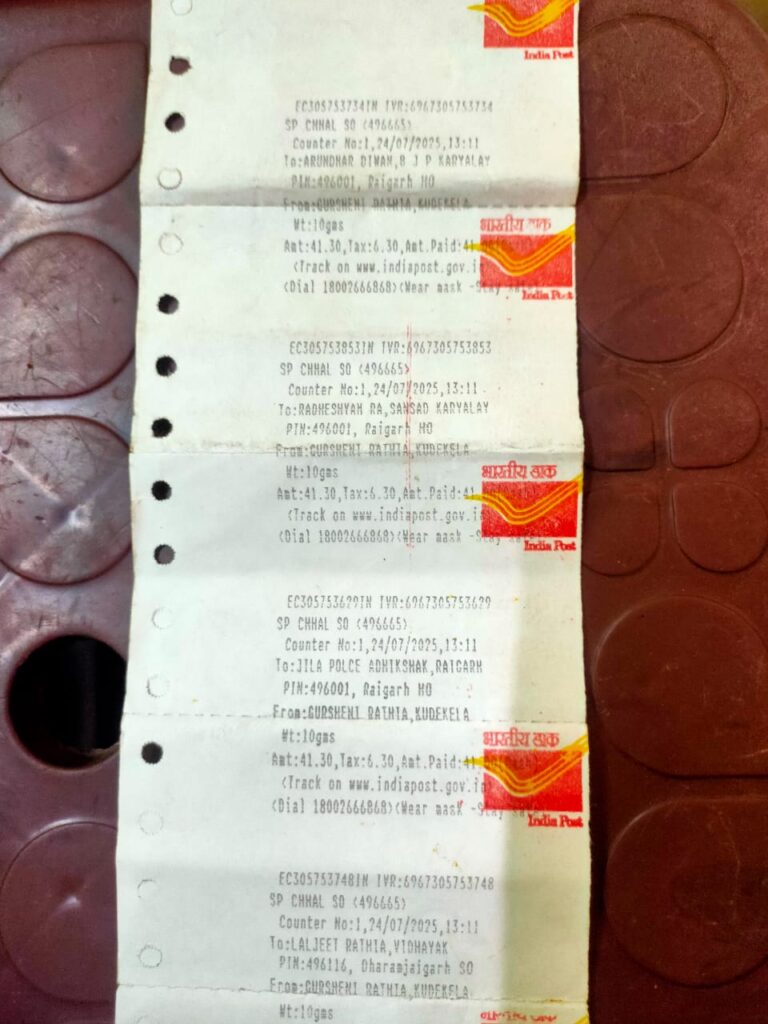 India Post
EC305753734IN IVR:6967305753734
SP CHHAL SO <496665>
Counter No:1,24/07/2025,13:11
To:ARUNDHAR DIWAN,B J P KARYALAY
PIN:496001, Raigarh HO
From:GURSHENI RATHIA,KUDEKELA
Wt:10gms
भारतीय डाक
Amt:41.30,Tax:6.30,Amt.Paid:41
<Track on www.indiapost.gov.in
<Dial 18002666868><Wear mask -Stay safe
India Post
EC305753853IN IVR:6967305753853
SP CHHAL SO <496665>
Counter No:1,24/07/2025,13:11
To:RADHESHYAM RA,SANSAD KARYALAY
PIN:496001, Raigarh HO
From:GURSHENI RATHIA,KUDEKELA
Wt:10gms
भारतीय डाक
Amt:41.30,Tax:6.30,Amt.Paid:41
<Track on www.indiapost.gov.in
<Dial 18002666868><Wear mask -Stay safe
India Post
EC305753629IN IVR:6967305753629
SP CHHAL SO <496665>
Counter No:1,24/07/2025,13:11
To:JILA POLCE ADHIKSHAK,RAIGARH
PIN:496001, Raigarh HO
From:GURSHENI RATHIA,KUDEKELA
Wt:10gms
भारतीय डाक
Amt:41.30,Tax:6.30,Amt.Paid:41
<Track on www.indiapost.gov.in
<Dial 18002666868><Wear mask -Stay safe
India Post
EC305753748IN IVR:6967305753748
SP CHHAL SO <496665>
Counter No:1,24/07/2025,13:11
To:LALJEET RATHIA,VIDHAYAK
PIN:496116, Dharamjaigarh SO
From:GURSHENI RATHIA,KUDEKELA
Wt:10gms